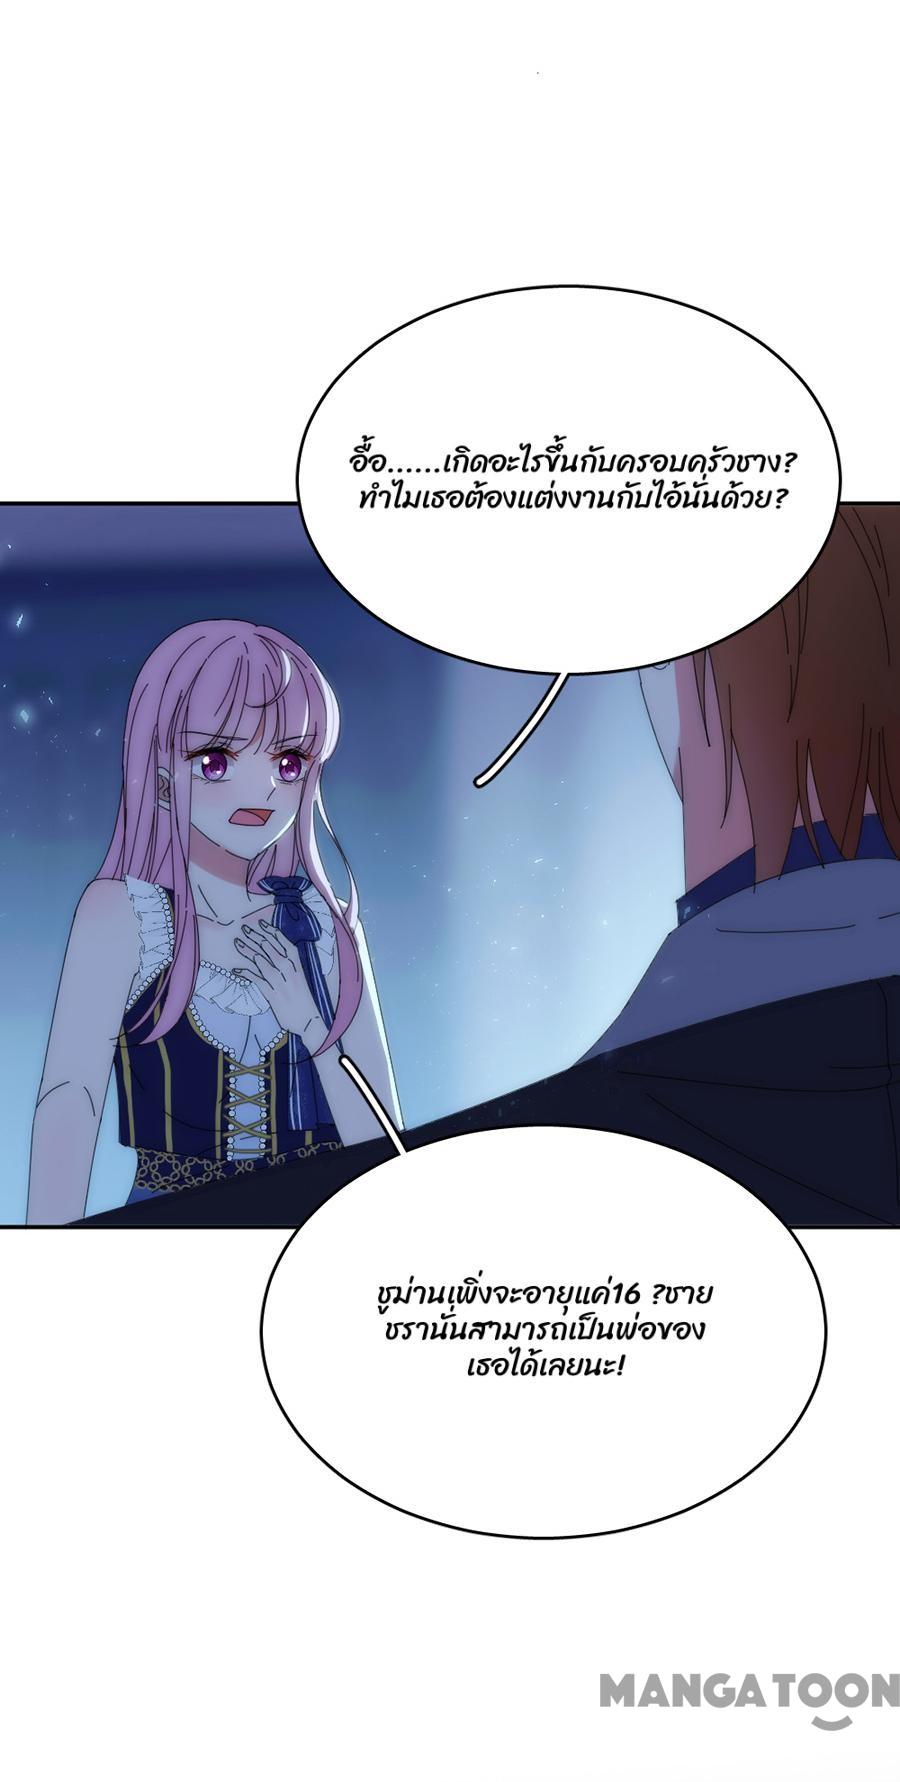 อื้อ......เกิดอะไรขึ้นกับครอบครัวชาง?
ทำไมเธอต้องแต่งงานกับไอ้นั่นด้วย?
ชูม่านเพิ่งจะอายุแค่16 ?ชาย
ชรานั่นสามารถเป็นพ่อของ
เธอได้เลยนะ!
MANGATOON